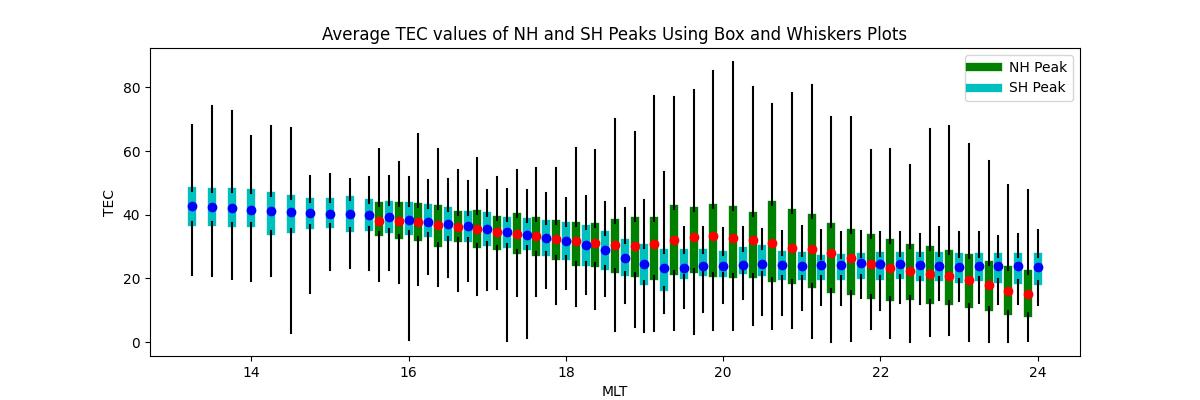 Average TEC values of NH and SH Peaks Using Box and Whiskers Plots
NH Peak
SH Peak
80
60
40
20
0
TEC
14 16 18 20 22 24
MLT